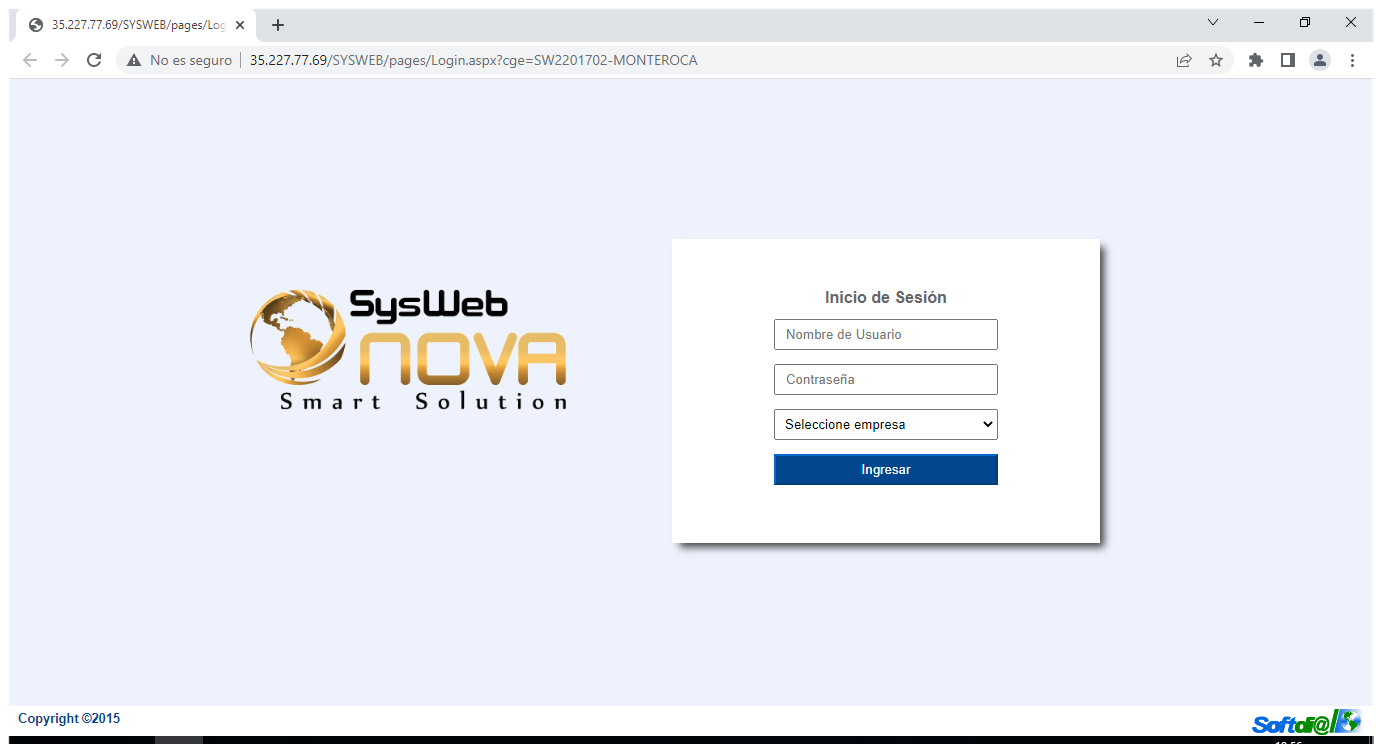 35.227.77.69/SYSWEB/pages/Log
No es seguro | 35.227.77.69/SYSWEB/pages/Login.aspx?cge=SW2201702-MONTEROCA
SysWeb
NOVA
Smart Solution
Inicio de Sesión
Nombre de Usuario
Contraseña
Seleccione empresa
Ingresar
Copyright ©2015